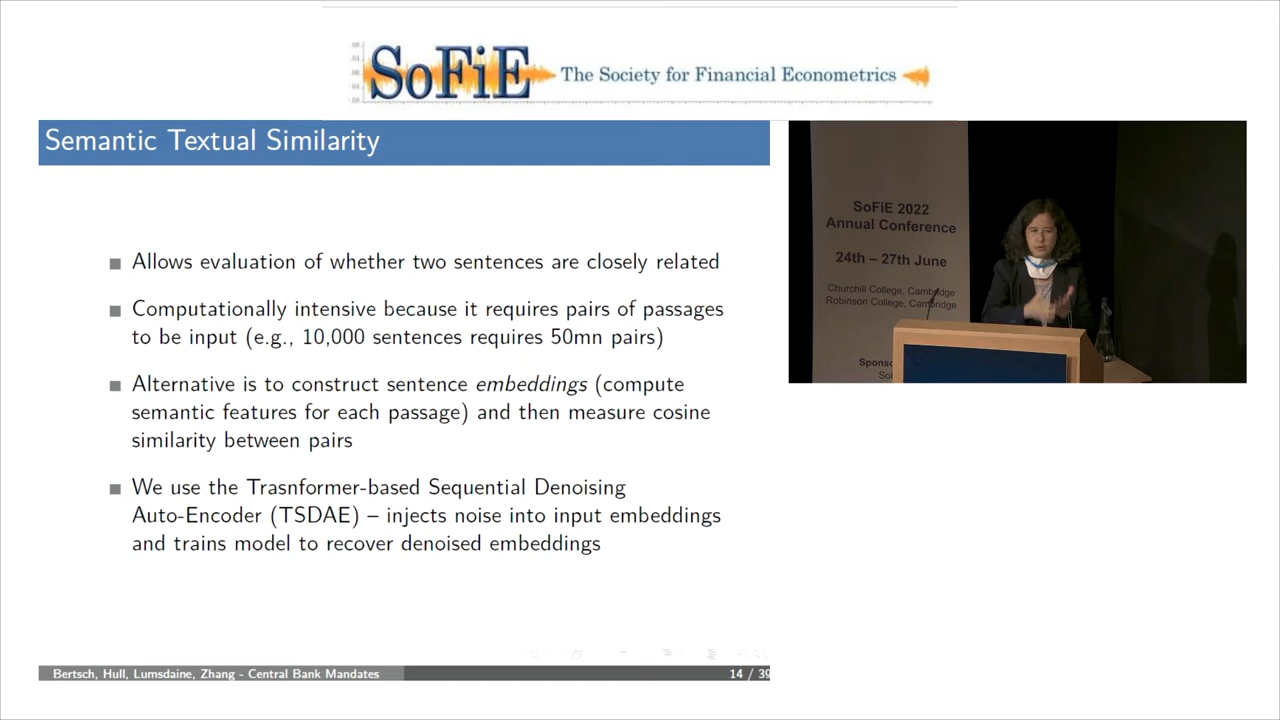 SoFiE
The Society for Financial Econometrics
Semantic Textual Similarity
Allows evaluation of whether two sentences are closely related
Computationally intensive because it requires pairs of passages
to be input (e.g., 10,000 sentences requires 50mn pairs)
Alternative is to construct sentence embeddings (compute
semantic features for each passage) and then measure cosine
similarity between pairs
We use the Trasnformer-based Sequential Denoising
Auto-Encoder (TSDAE) – injects noise into input embeddings
and trains model to recover denoised embeddings
Bertsch, Hull, Lumsdaine, Zhang - Central Bank Mandates
14 / 39
SoFiE 2022
Annual Conference
24th – 27th June
Churchill College, Cambridge
Robinson College, Cambridge